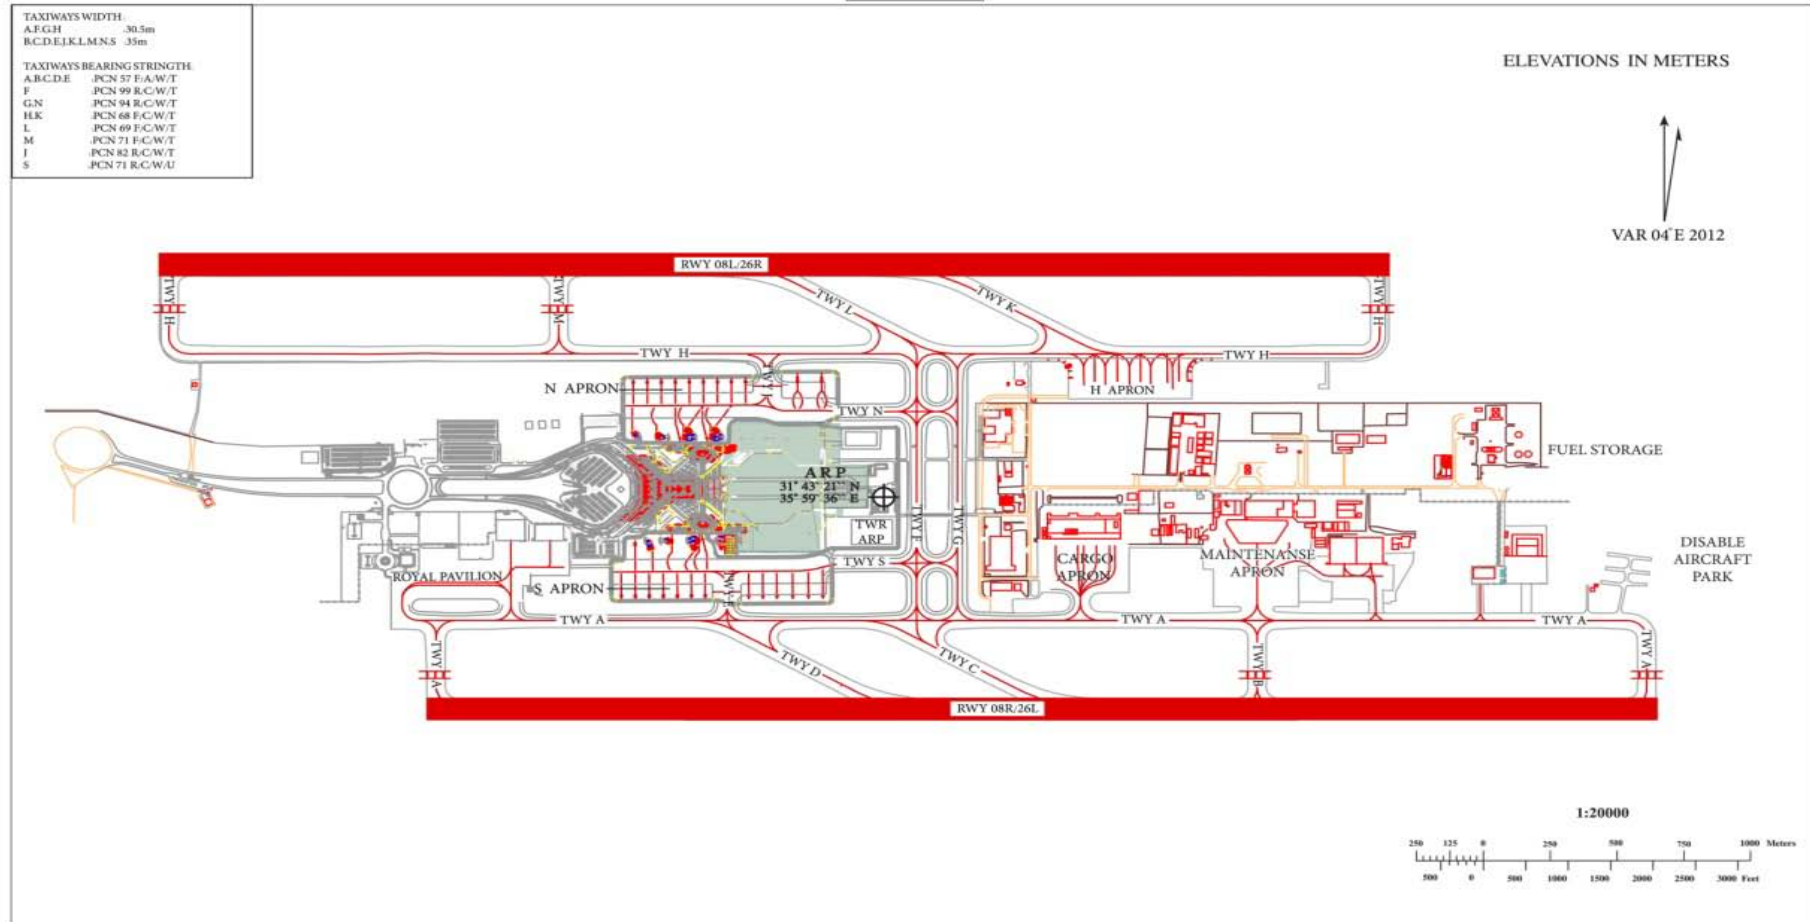 TAXIWAYS WIDTH:
A.F.G.H :30.5m
B.C.D.E.J.K.L.M.N.S :35m
TAXIWAYS BEARING STRENGTH:
A.B.C.D.E :PCN 57 F/A/W/T
F :PCN 99 R/C/W/T
G.N :PCN 94 R/C/W/T
H.K :PCN 68 F/C/W/T
L :PCN 69 F/C/W/T
M :PCN 71 F/C/W/T
J :PCN 82 R/C/W/T
S :PCN 71 R/C/W/U
ELEVATIONS IN METERS
VAR 04°E 2012
RWY 08L/26R
TWY H
TWY M
TWY L
TWY K
TWY H
TWY H
TWY H
N APRON
TWY J
H APRON
TWY N
FUEL STORAGE
A R P
31° 43' 21'' N
35° 59' 36'' E
TWR
ARP
TWY F
TWY G
TWY S
ROYAL PAVILION
S APRON
TWY E
CARGO
APRON
MAINTENANSE
APRON
DISABLE
AIRCRAFT
PARK
TWY A
TWY A
TWY A
TWY A
TWY D
TWY C
TWY B
TWY A
RWY 08R/26L
1:20000
250 125 0 250 500 750 1000 Meters
500 0 500 1000 1500 2000 2500 3000 Feet